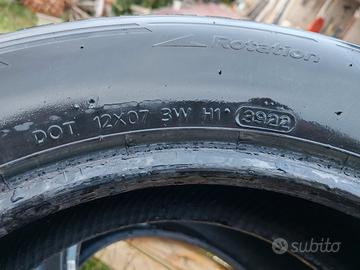 Rotation
DOT 12X07 3W H1 3922
subito